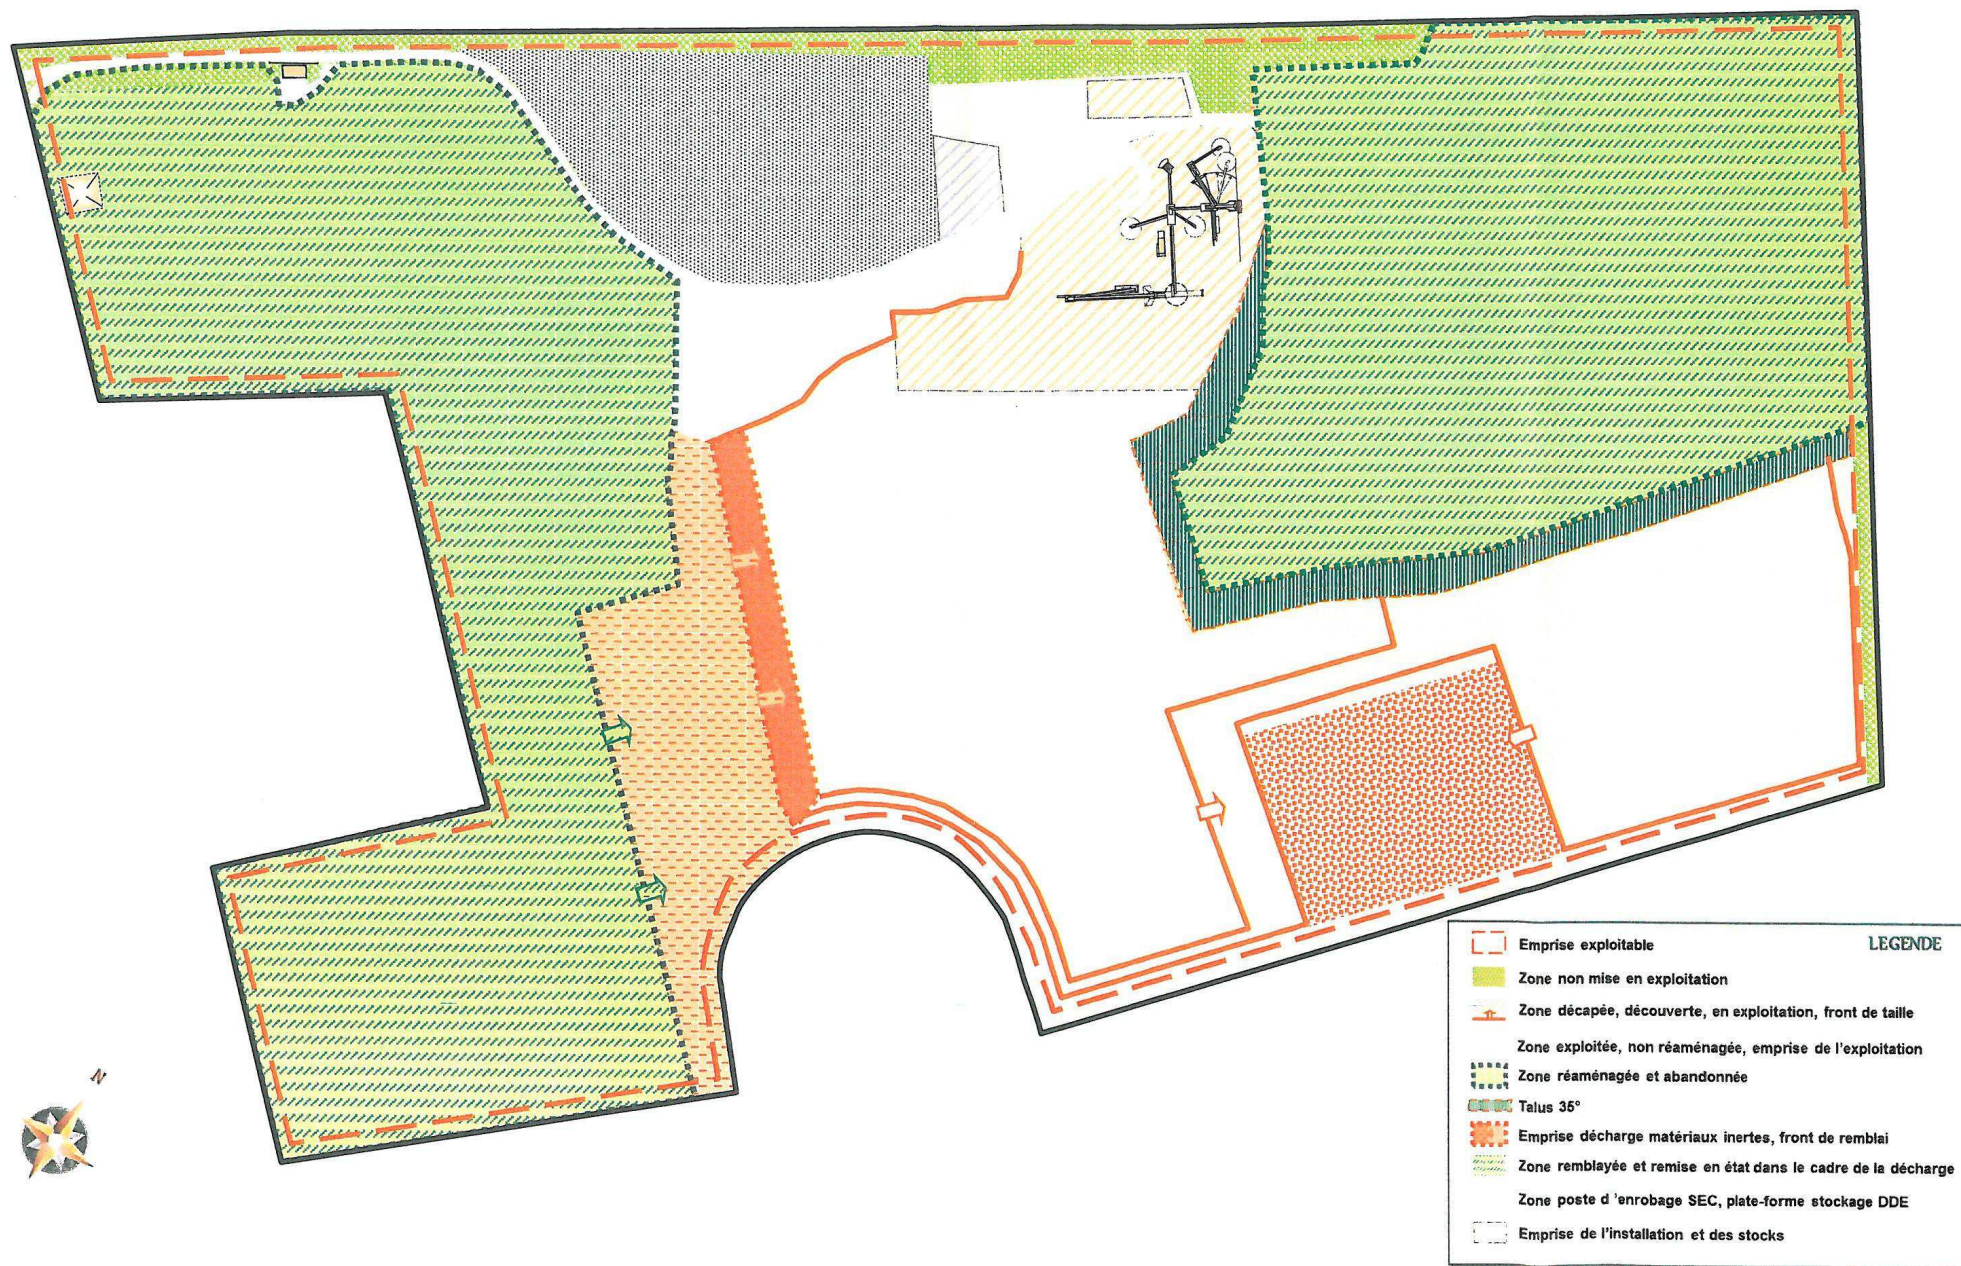 LEGENDE
Emprise exploitable
Zone non mise en exploitation
Zone décapée, découverte, en exploitation, front de taille
Zone exploitée, non réaménagée, emprise de l'exploitation
Zone réaménagée et abandonnée
Talus 35°
Emprise décharge matériaux inertes, front de remblai
Zone remblayée et remise en état dans le cadre de la décharge
Zone poste d 'enrobage SEC, plate-forme stockage DDE
Emprise de l'installation et des stocks
N